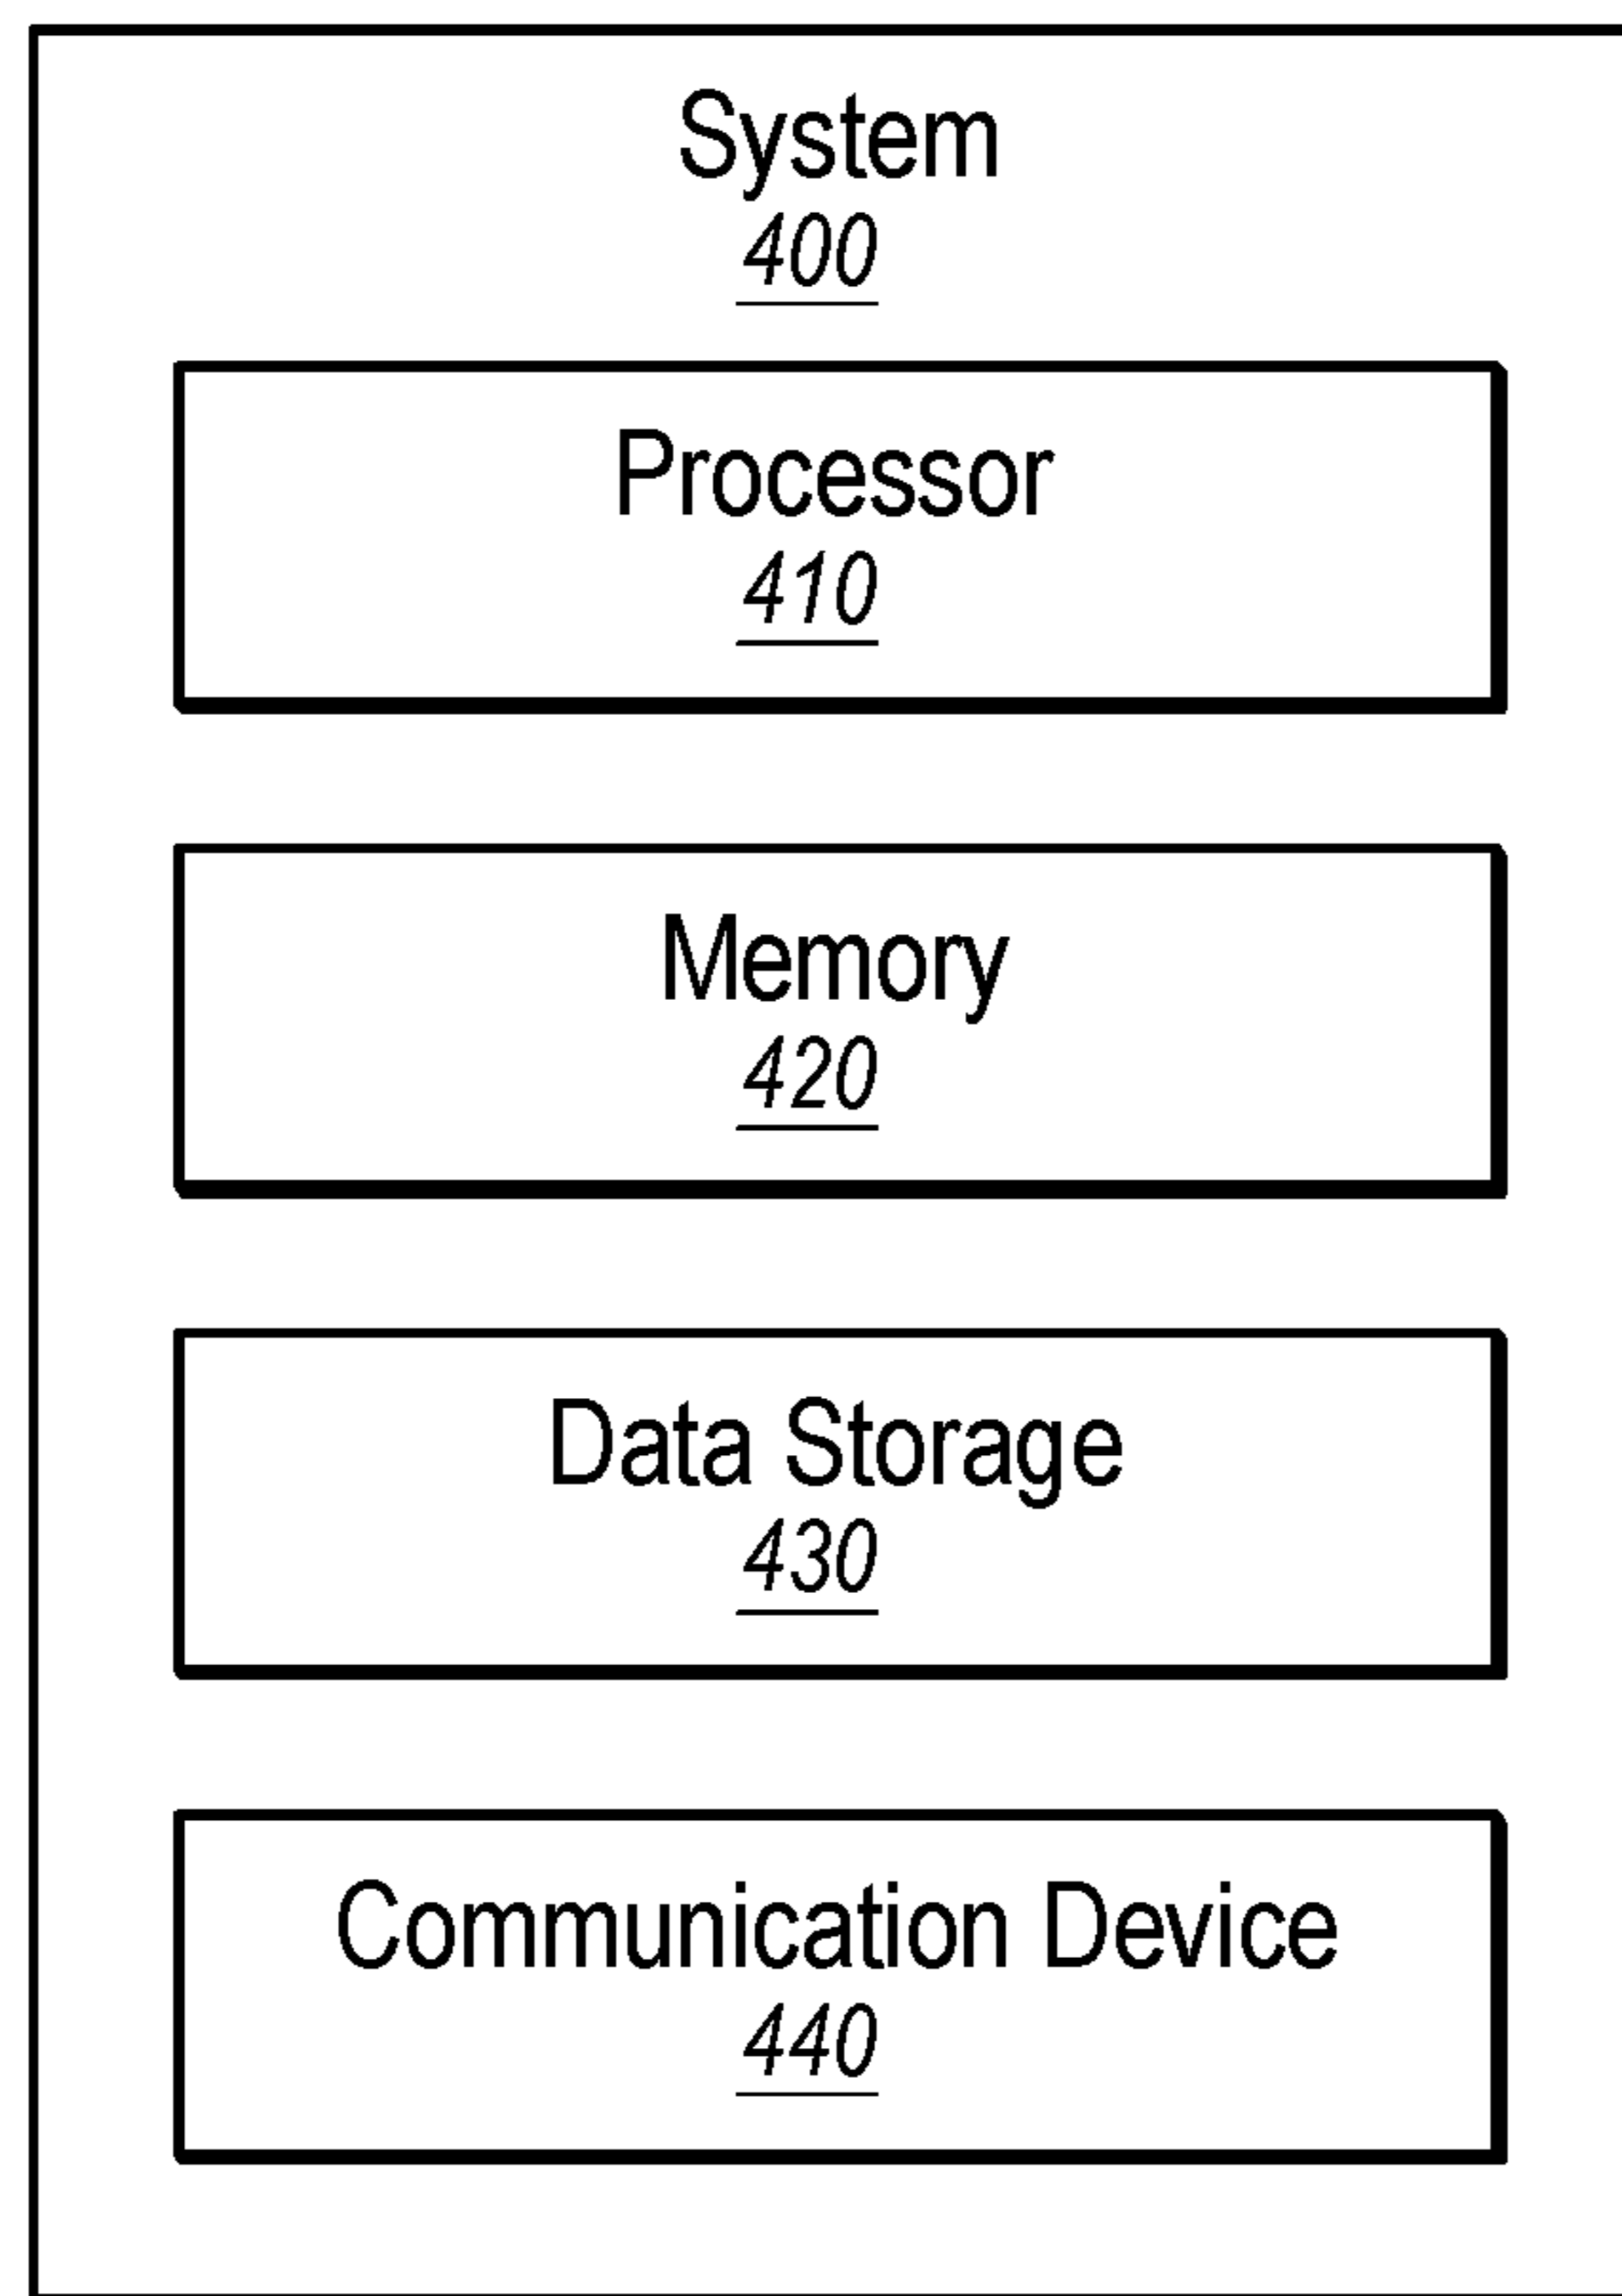 System
400
Processor
410
Memory
420
Data Storage
430
Communication Device
440